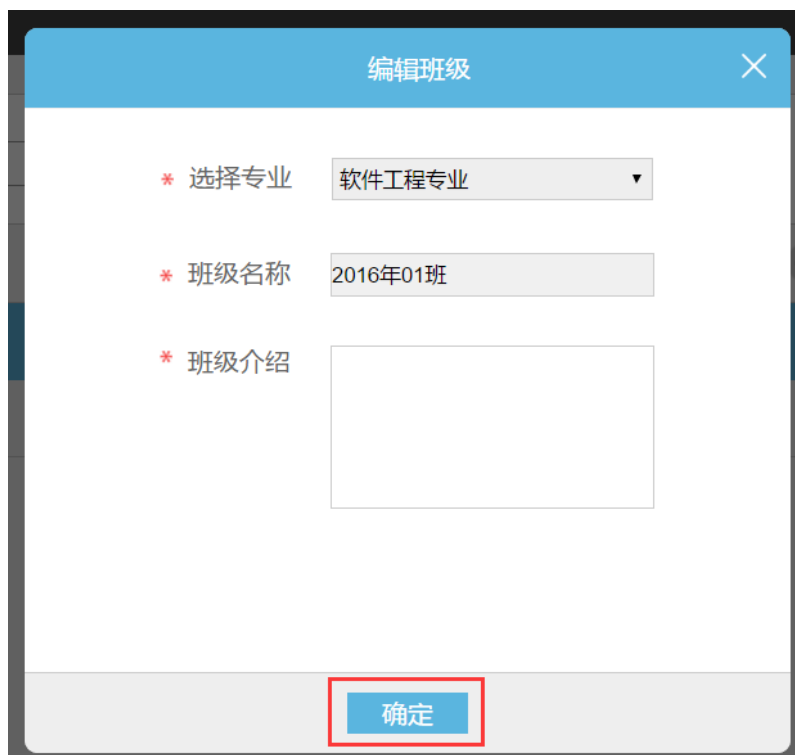 编辑班级
* 选择专业 软件工程专业
* 班级名称 2016年01班
* 班级介绍
确定